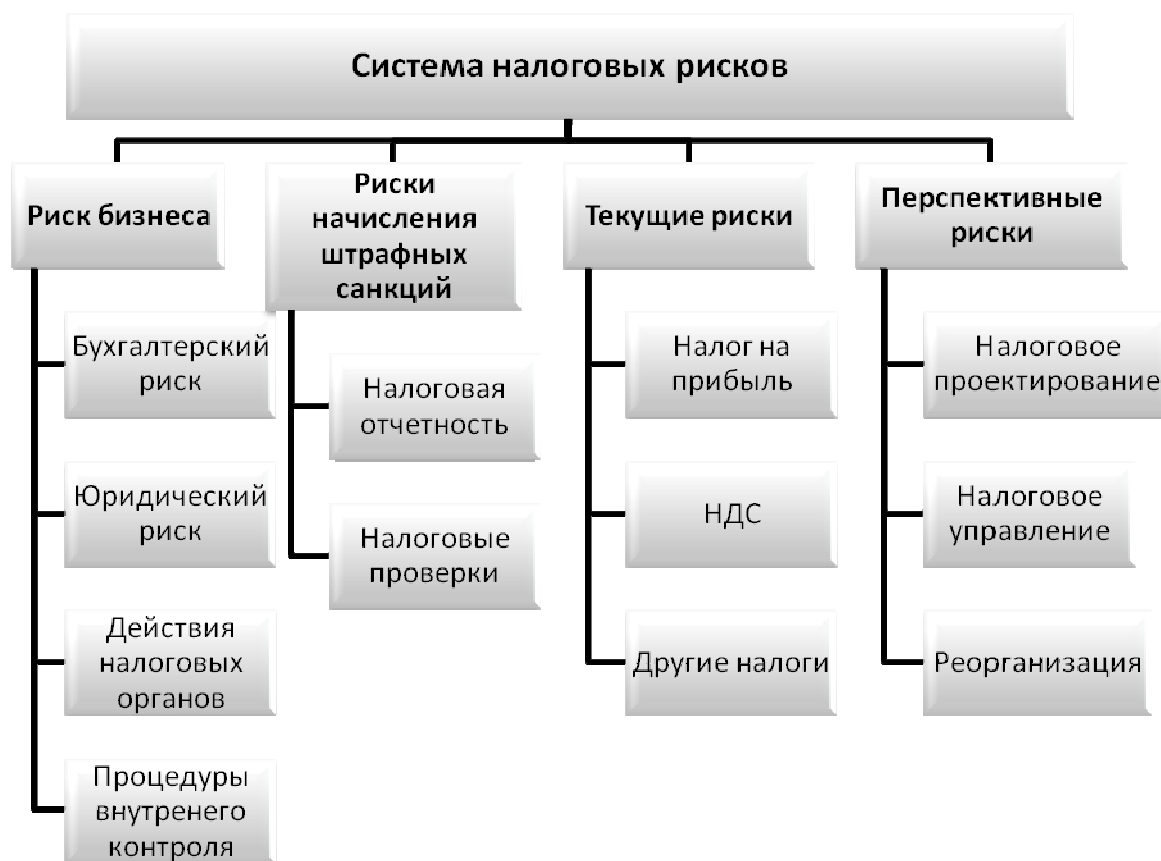 Система налоговых рисков
Риск бизнеса
Бухгалтерский
риск
Юридический
риск
Действия
налоговых
органов
Процедуры
внутренего
контроля
Риски
начисления
штрафных
санкций
Налоговая
отчетность
Налоговые
проверки
Текущие риски
Налог на
прибыль
НДС
Другие налоги
Перспективные
риски
Налоговое
проектирование
Налоговое
управление
Реорганизация